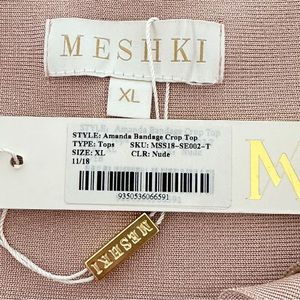 MESHKI
XL
STYLE: Amanda Bandage Crop Top
TYPE: Tops SKU: MSS18-SE002-T
SIZE: XL CLR: Nude
11/18
9350536066591
M
MESHKI